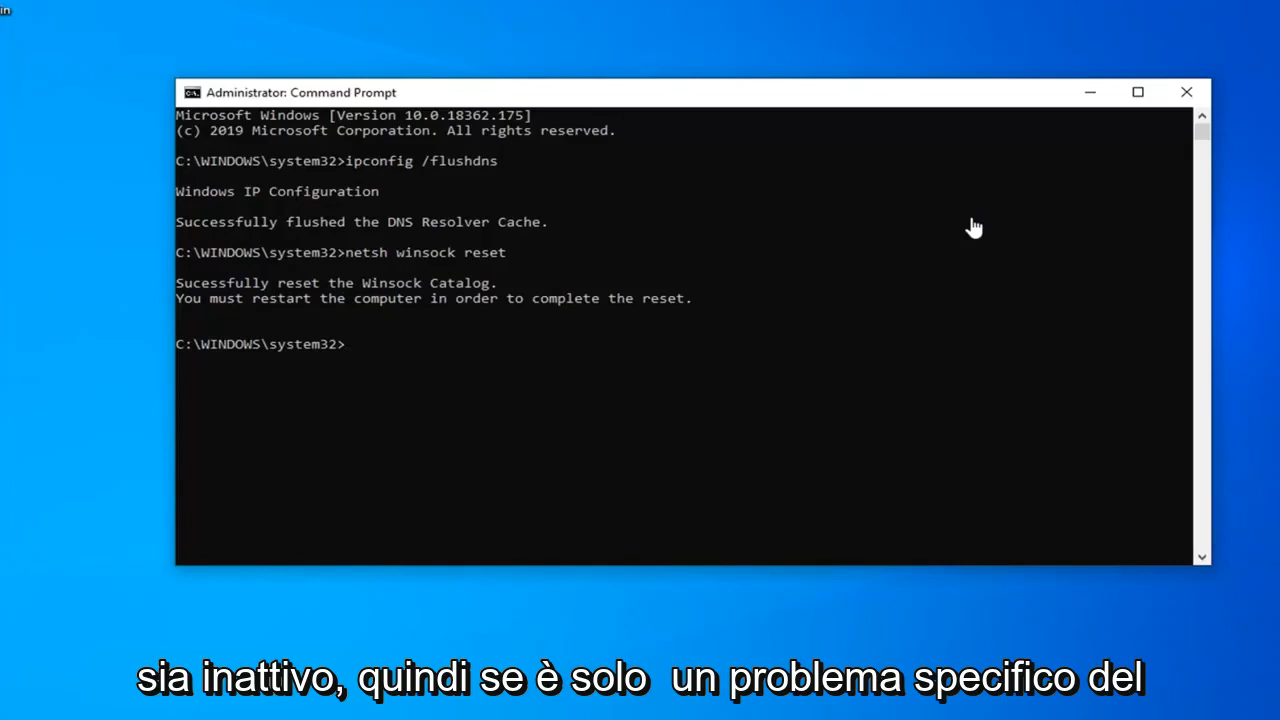 in
Administrator: Command Prompt
Microsoft Windows [Version 10.0.18362.175]
(c) 2019 Microsoft Corporation. All rights reserved.
C:\WINDOWS\system32>ipconfig /flushdns
Windows IP Configuration
Successfully flushed the DNS Resolver Cache.
C:\WINDOWS\system32>netsh winsock reset
Sucessfully reset the Winsock Catalog.
You must restart the computer in order to complete the reset.
C:\WINDOWS\system32>
sia inattivo, quindi se è solo un problema specifico del